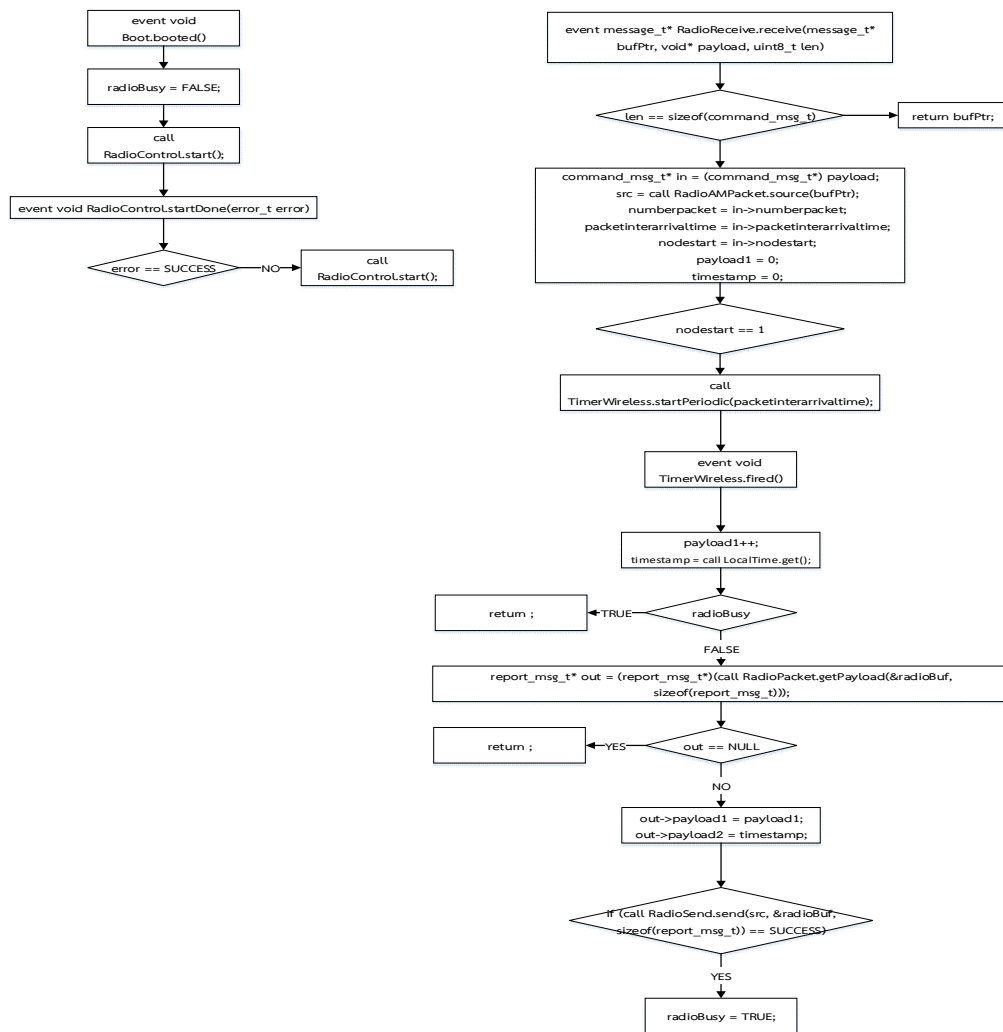 event void
Boot.booted()
radioBusy = FALSE;
call
RadioControl.start();
event void RadioControl.startDone(error_t error)
error == SUCCESS
NO
call
RadioControl.start();
event message_t* RadioReceive.receive(message_t*
bufPtr, void* payload, uint8_t len)
len == sizeof(command_msg_t)
return bufPtr;
command_msg_t* in = (command_msg_t*) payload;
src = call RadioAMPacket.source(bufPtr);
numberpacket = in->numberpacket;
packetinterarrivaltime = in->packetinterarrivaltime;
nodestart = in->nodestart;
payload1 = 0;
timestamp = 0;
nodestart == 1
call
TimerWireless.startPeriodic(packetinterarrivaltime);
event void
TimerWireless.fired()
payload1++;
timestamp = call LocalTime.get();
radioBusy
TRUE
return ;
FALSE
report_msg_t* out = (report_msg_t*)(call RadioPacket.getPayload(&radioBuf,
sizeof(report_msg_t)));
out == NULL
YES
return ;
NO
out->payload1 = payload1;
out->payload2 = timestamp;
if (call RadioSend.send(src, &radioBuf,
sizeof(report_msg_t)) == SUCCESS)
YES
radioBusy = TRUE;